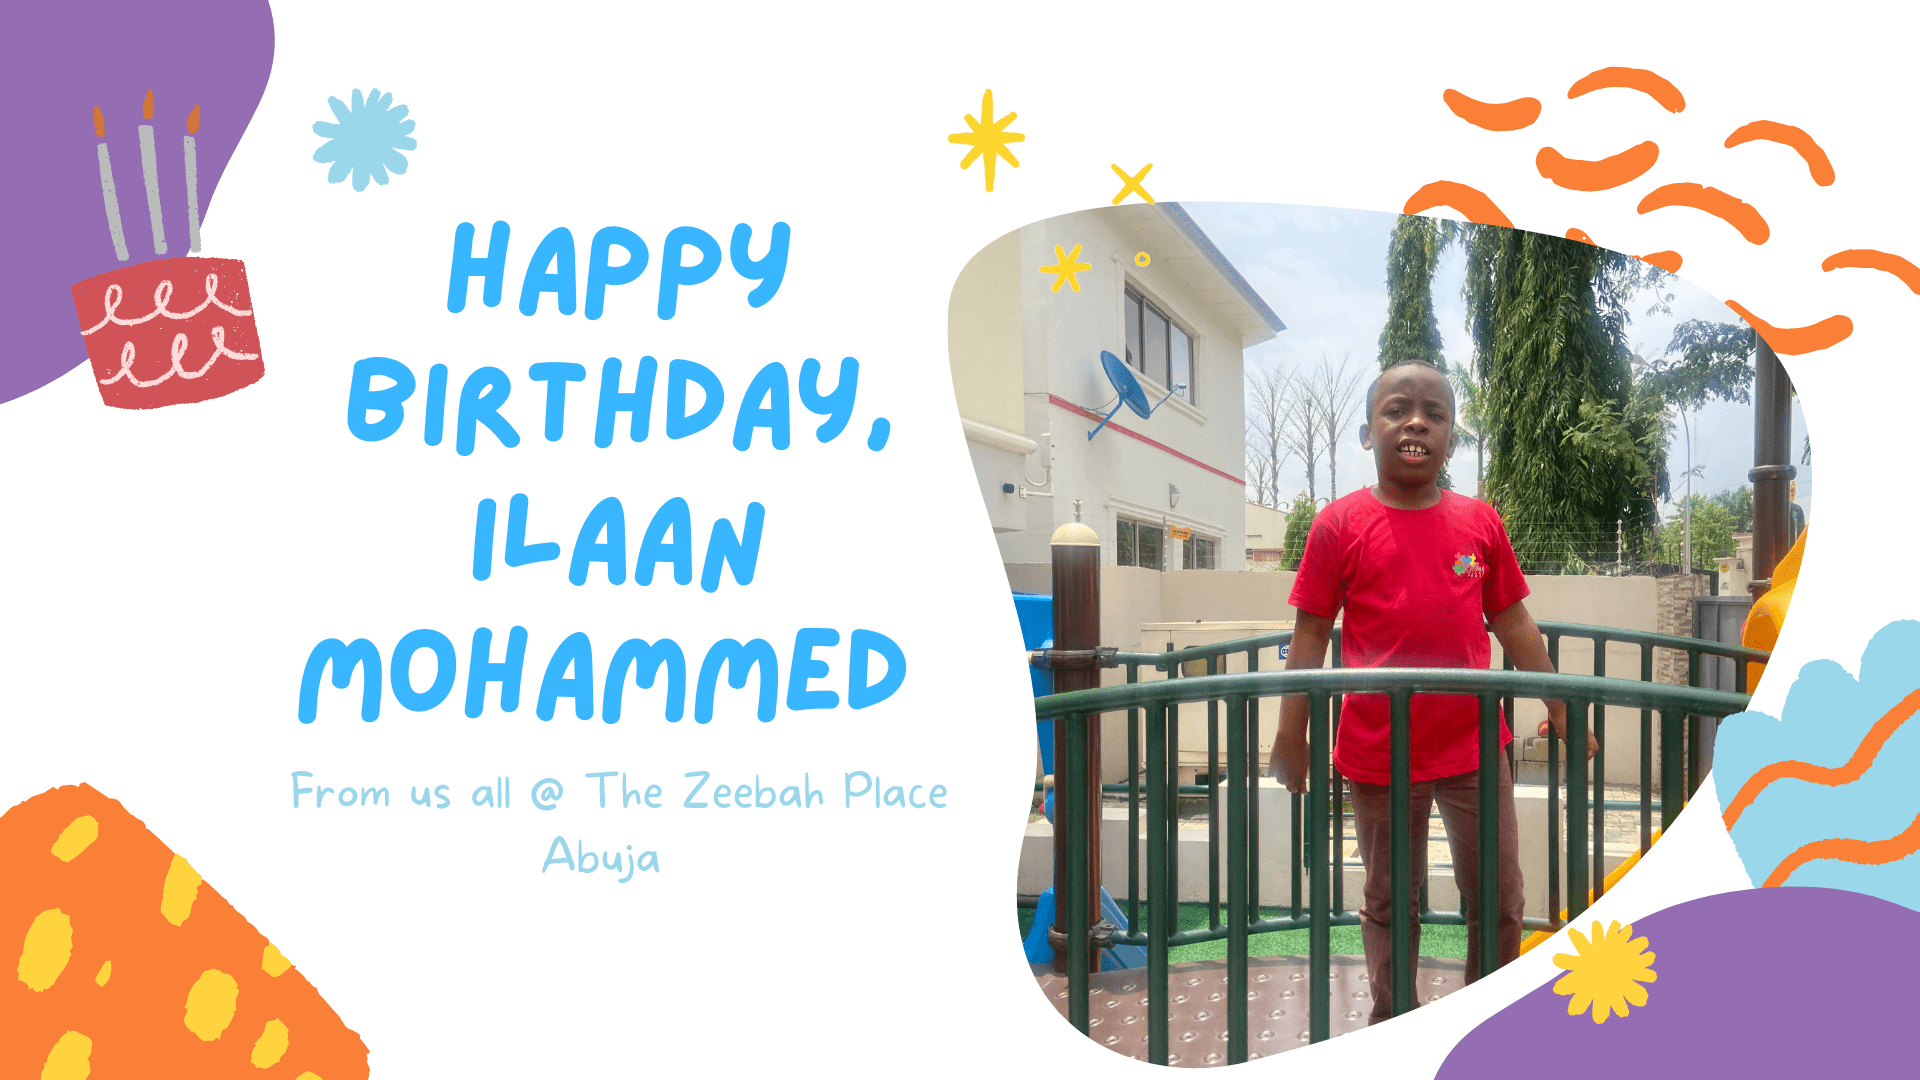 HAPPY
BIRTHDAY,
ILAAN
MOHAMMED
From us all @ The Zeebah Place
Abuja